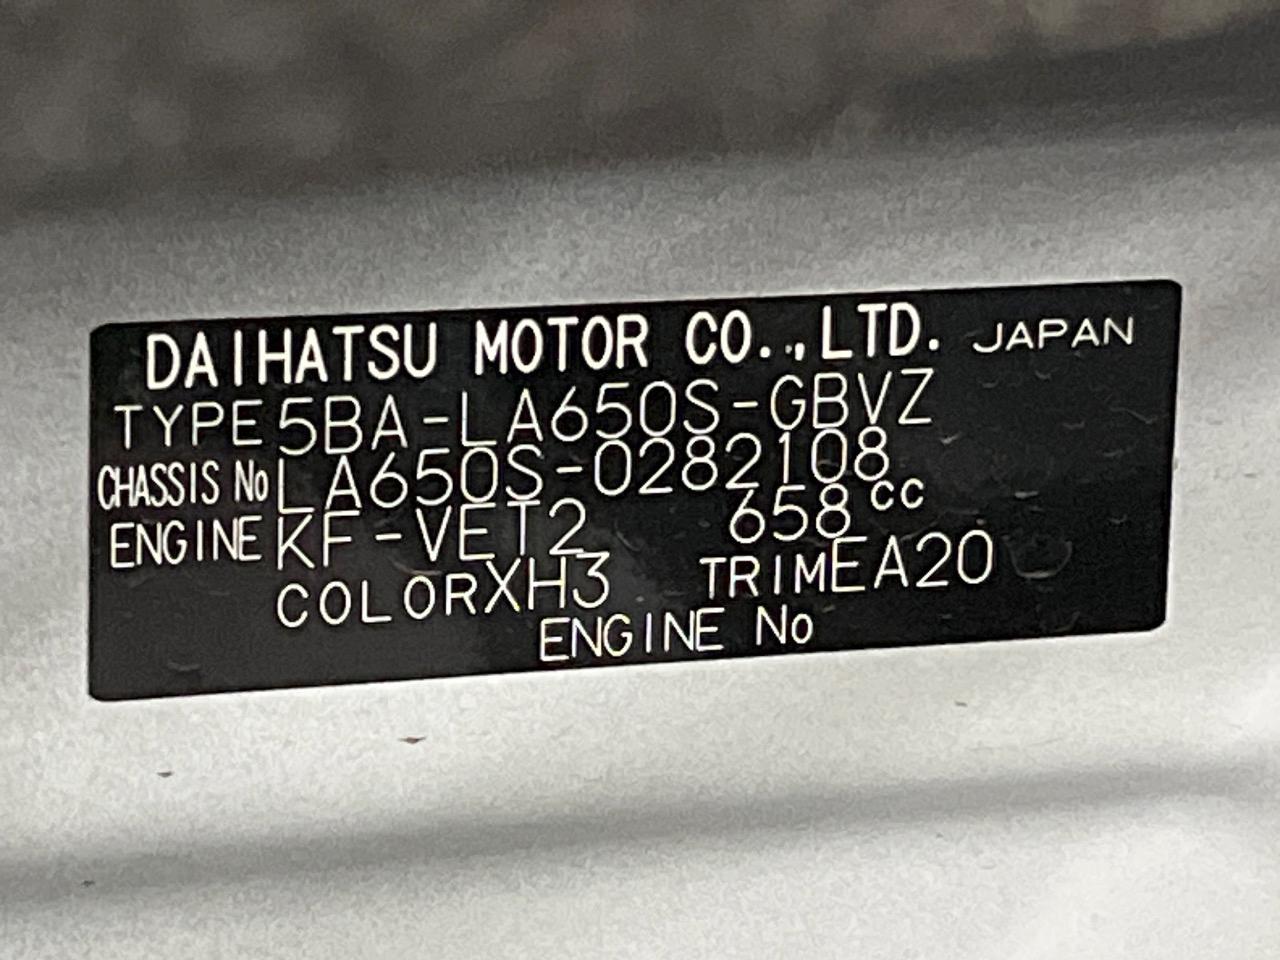 DAIHATSU MOTOR CO.,LTD. JAPAN
TYPE 5BA-LA650S-GBVZ
CHASSIS No LA650S-0282108
ENGINE KF-VET2 658 cc
COLOR XH3 TRIM EA20
ENGINE No